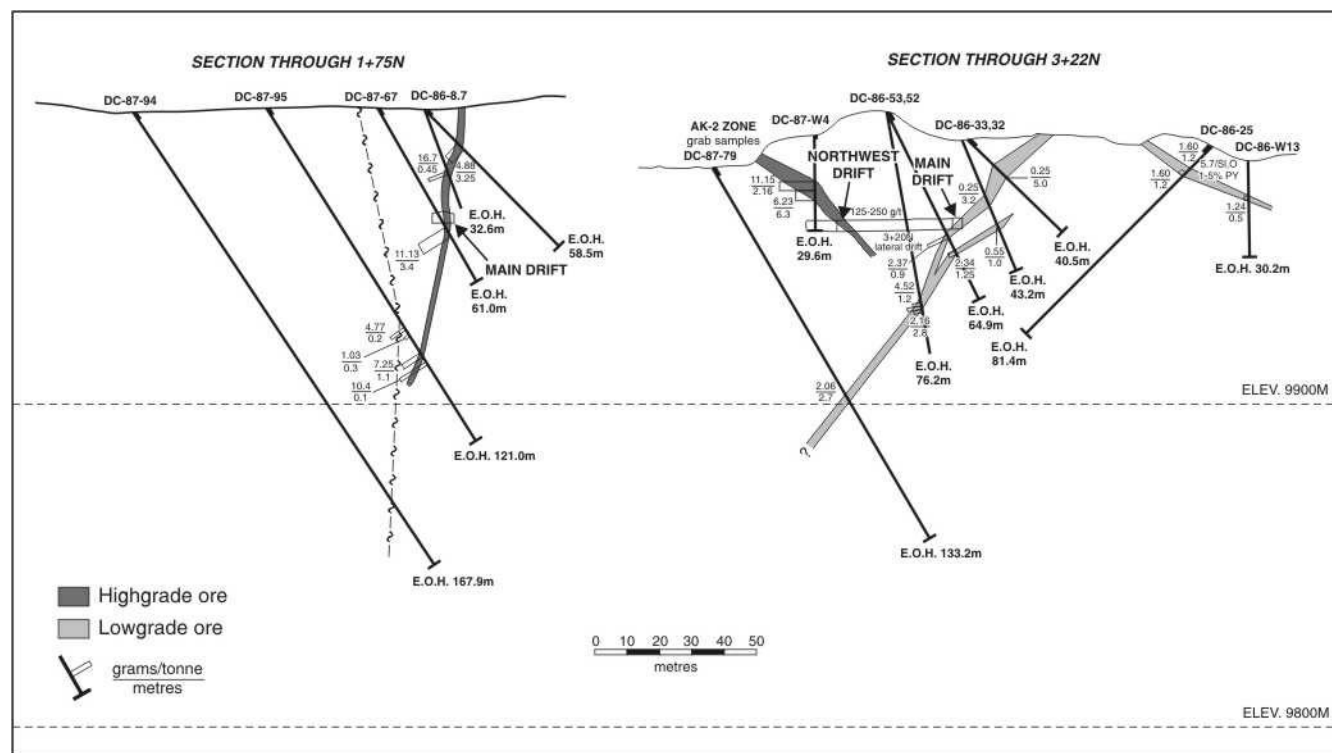 SECTION THROUGH 1+75N
DC-87-94
DC-87-95
DC-87-67
DC-86-8.7
16.7
0.45
4.88
3.25
E.O.H.
32.6m
E.O.H.
58.5m
11.13
3.4
MAIN DRIFT
E.O.H.
61.0m
4.77
0.2
1.03
0.3
7.25
1.1
10.4
0.1
E.O.H. 121.0m
E.O.H. 167.9m
SECTION THROUGH 3+22N
DC-86-53,52
DC-87-W4
AK-2 ZONE
grab samples
DC-87-79
DC-86-33,32
DC-86-25
DC-86-W13
NORTHWEST
DRIFT
MAIN
DRIFT
11.15
2.16
6.23
6.3
125-250 g/t
0.25
3.2
0.25
5.0
1.60
1.2
1.60
1.2
5.7/SI.O
1-5% PY
1.24
0.5
E.O.H.
29.6m
3+20N
lateral drift
2.37
0.9
2.34
1.25
0.55
1.0
4.52
1.2
2.16
2.8
E.O.H.
40.5m
E.O.H.
43.2m
E.O.H. 30.2m
E.O.H.
64.9m
E.O.H.
81.4m
E.O.H.
76.2m
2.06
2.7
ELEV. 9900M
?
E.O.H. 133.2m
Highgrade ore
Lowgrade ore
grams/tonne
metres
0 10 20 30 40 50
metres
ELEV. 9800M